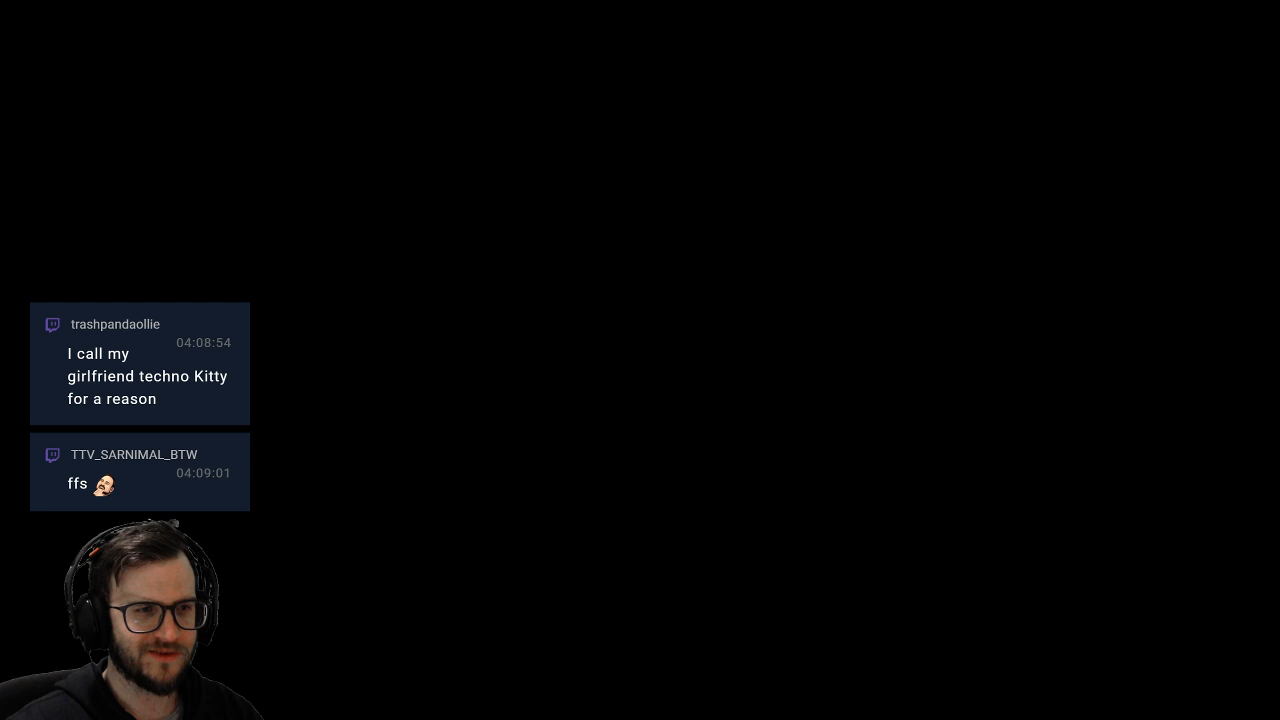 trashpandaollie
04:08:54
I call my
girlfriend techno Kitty
for a reason
TTV_SARNIMAL_BTW
04:09:01
ffs